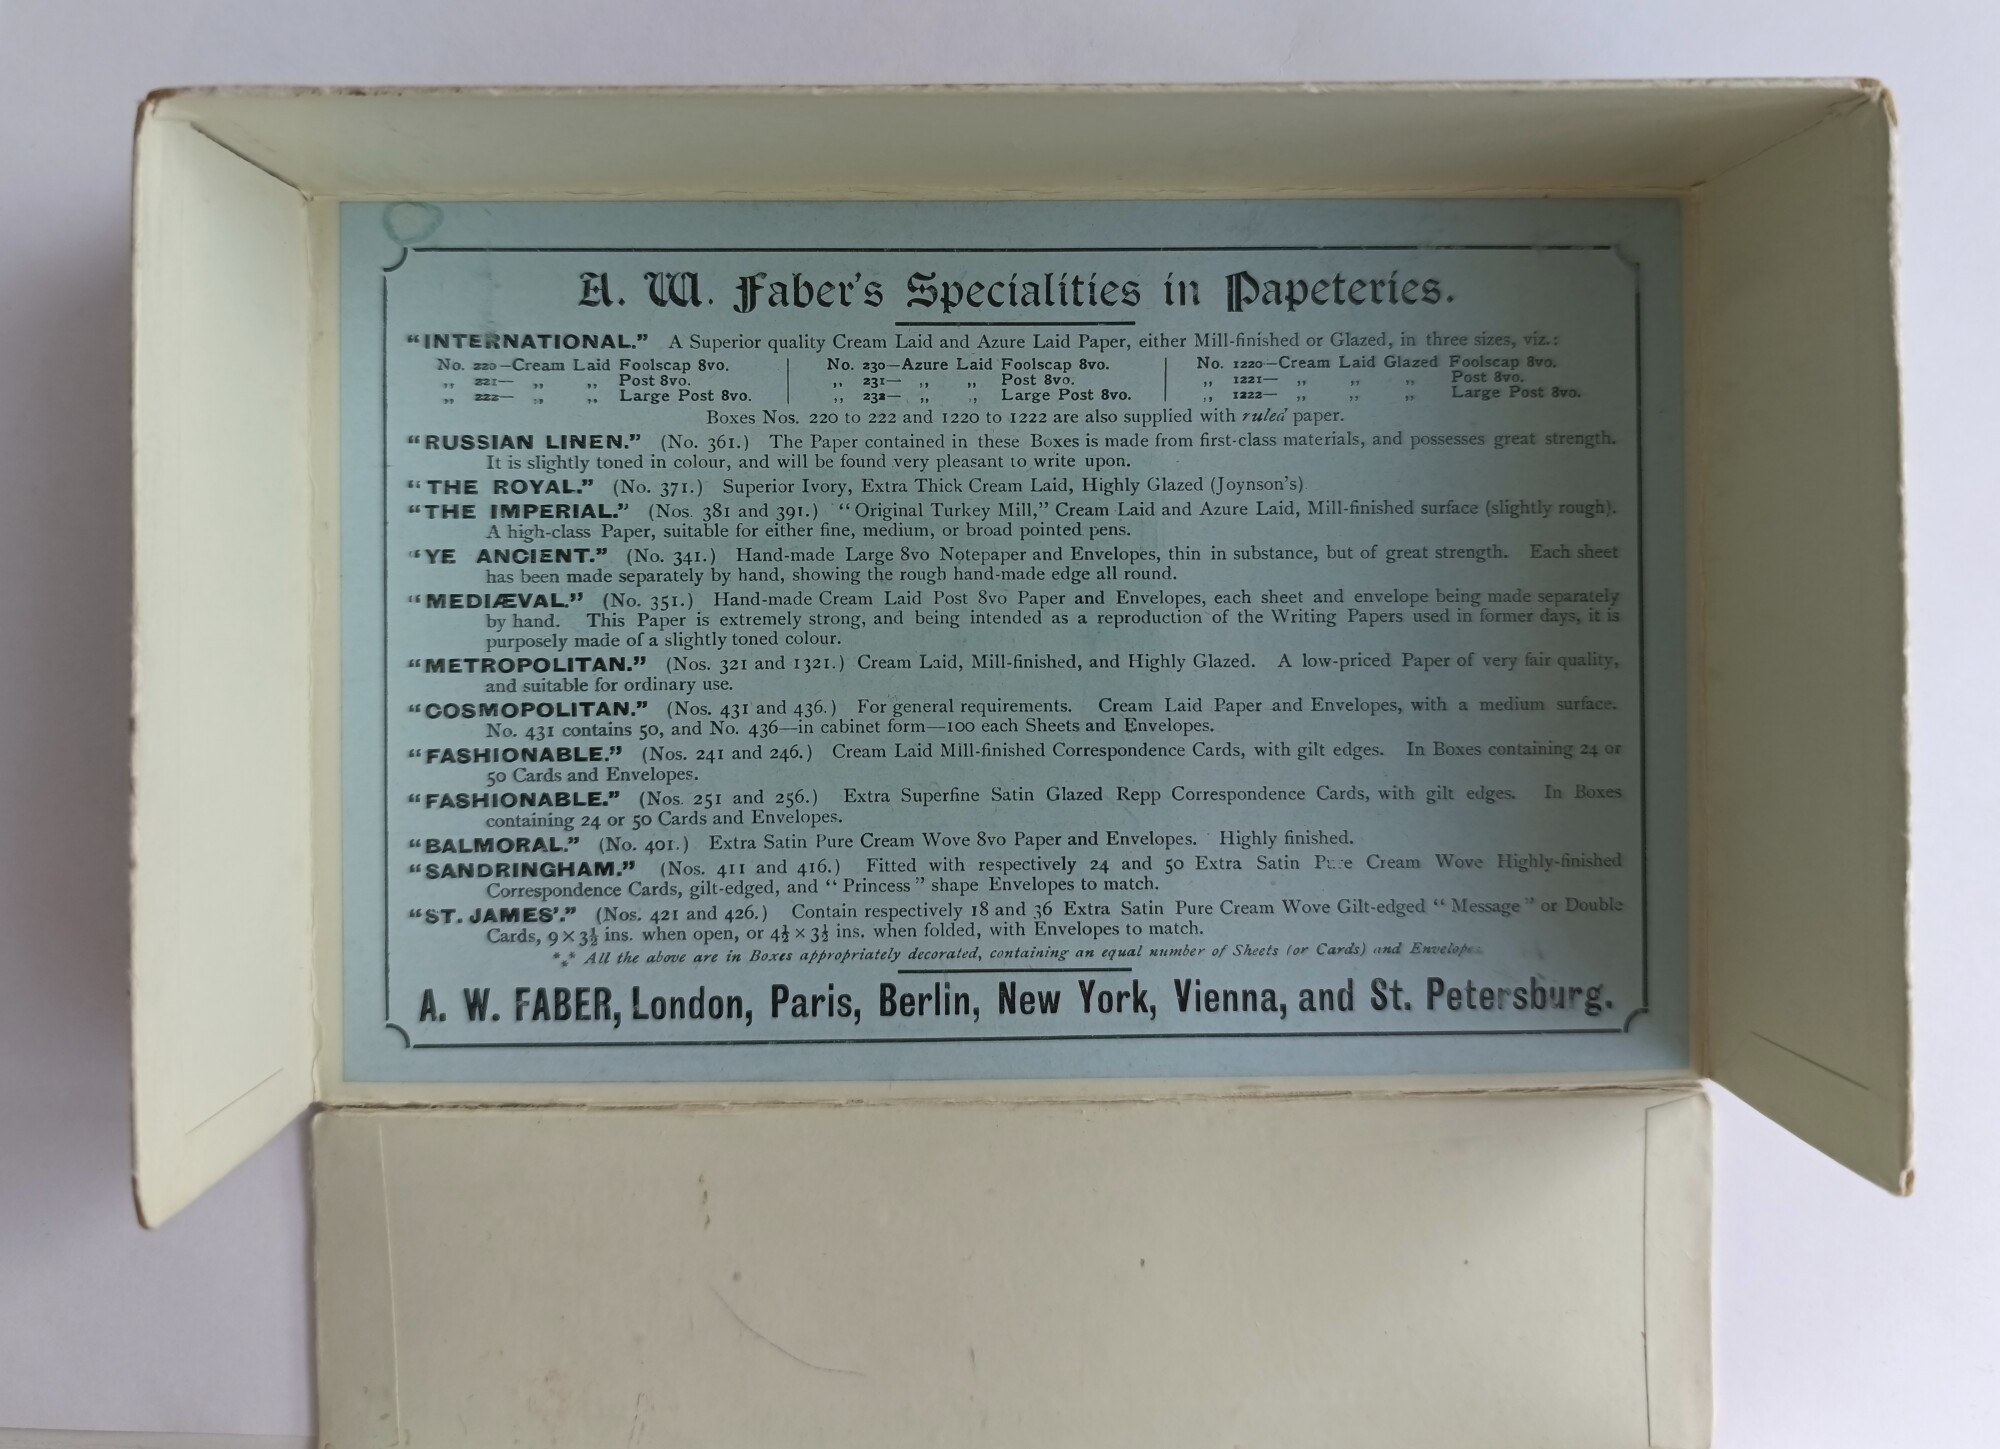 A. W. Faber's Specialities in Papeteries.
“INTERNATIONAL.” A Superior quality Cream Laid and Azure Laid Paper, either Mill-finished or Glazed, in three sizes, viz.:
No. 220—Cream Laid Foolscap 8vo. No. 230—Azure Laid Foolscap 8vo. No. 1220—Cream Laid Glazed Foolscap 8vo.
„ 221— „ „ Post 8vo. „ 231— „ „ Post 8vo. „ 1221— „ „ „ Post 8vo.
„ 222— „ „ Large Post 8vo. „ 232— „ „ Large Post 8vo. „ 1222— „ „ „ Large Post 8vo.
Boxes Nos. 220 to 222 and 1220 to 1222 are also supplied with ruled paper.
“RUSSIAN LINEN.” (No. 361.) The Paper contained in these Boxes is made from first-class materials, and possesses great strength.
It is slightly toned in colour, and will be found very pleasant to write upon.
“THE ROYAL.” (No. 371.) Superior Ivory, Extra Thick Cream Laid, Highly Glazed (Joynson's)
“THE IMPERIAL.” (Nos. 381 and 391.) “Original Turkey Mill,” Cream Laid and Azure Laid, Mill-finished surface (slightly rough).
A high-class Paper, suitable for either fine, medium, or broad pointed pens.
“YE ANCIENT.” (No. 341.) Hand-made Large 8vo Notepaper and Envelopes, thin in substance, but of great strength. Each sheet
has been made separately by hand, showing the rough hand-made edge all round.
“MEDIÆVAL.” (No. 351.) Hand-made Cream Laid Post 8vo Paper and Envelopes, each sheet and envelope being made separately
by hand. This Paper is extremely strong, and being intended as a reproduction of the Writing Papers used in former days, it is
purposely made of a slightly toned colour.
“METROPOLITAN.” (Nos. 321 and 1321.) Cream Laid, Mill-finished, and Highly Glazed. A low-priced Paper of very fair quality,
and suitable for ordinary use.
“COSMOPOLITAN.” (Nos. 431 and 436.) For general requirements. Cream Laid Paper and Envelopes, with a medium surface.
No. 431 contains 50, and No. 436—in cabinet form—100 each Sheets and Envelopes.
“FASHIONABLE.” (Nos. 241 and 246.) Cream Laid Mill-finished Correspondence Cards, with gilt edges. In Boxes containing 24 or
50 Cards and Envelopes.
“FASHIONABLE.” (Nos. 251 and 256.) Extra Superfine Satin Glazed Repp Correspondence Cards, with gilt edges. In Boxes
containing 24 or 50 Cards and Envelopes.
“BALMORAL.” (No. 401.) Extra Satin Pure Cream Wove 8vo Paper and Envelopes. Highly finished.
“SANDRINGHAM.” (Nos. 411 and 416.) Fitted with respectively 24 and 50 Extra Satin Pure Cream Wove Highly-finished
Correspondence Cards, gilt-edged, and “Princess” shape Envelopes to match.
“ST. JAMES'.” (Nos. 421 and 426.) Contain respectively 18 and 36 Extra Satin Pure Cream Wove Gilt-edged “Message” or Double
Cards, 9 × 3½ ins. when open, or 4½ × 3½ ins. when folded, with Envelopes to match.
*** All the above are in Boxes appropriately decorated, containing an equal number of Sheets (or Cards) and Envelopes
A. W. FABER, London, Paris, Berlin, New York, Vienna, and St. Petersburg.